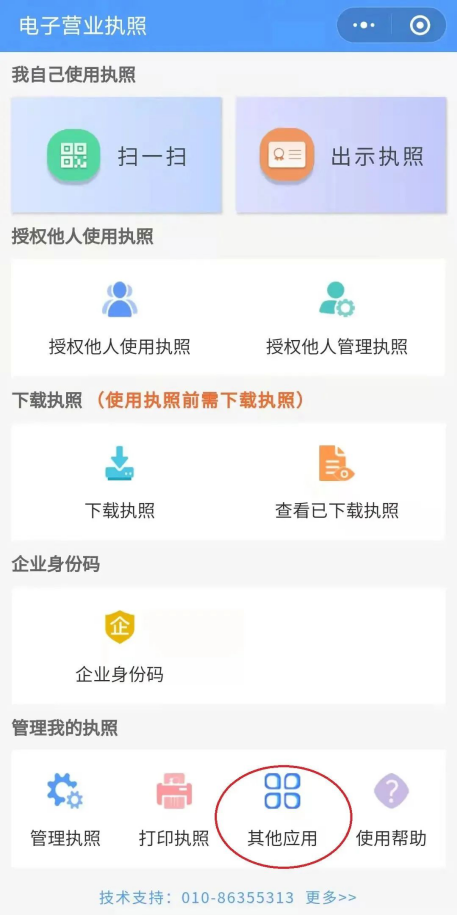 电子营业执照
我自己使用执照
扫一扫
出示执照
授权他人使用执照
授权他人使用执照
授权他人管理执照
下载执照（使用执照前需下载执照）
下载执照
查看已下载执照
企业身份码
企
企业身份码
管理我的执照
管理执照
打印执照
其他应用
?
使用帮助
技术支持：010-86355313 更多>>